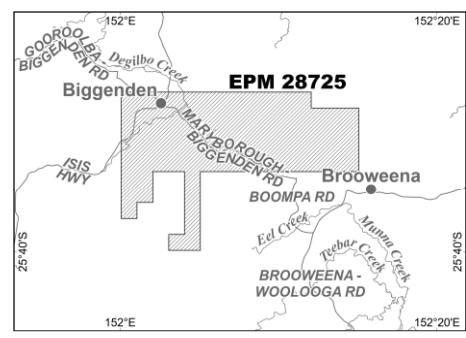 152°E
152°20'E
GOOROOLBA -
BIGGENDEN RD
Degilbo Creek
EPM 28725
Biggenden
MARYBOROUGH -
BIGGENDEN RD
ISIS
HWY
Brooweena
BOOMPA RD
Eel Creek
Munna Creek
Teebar Creek
25°40'S
25°40'S
BROOWEENA -
WOOLOOGA RD
152°E
152°20'E